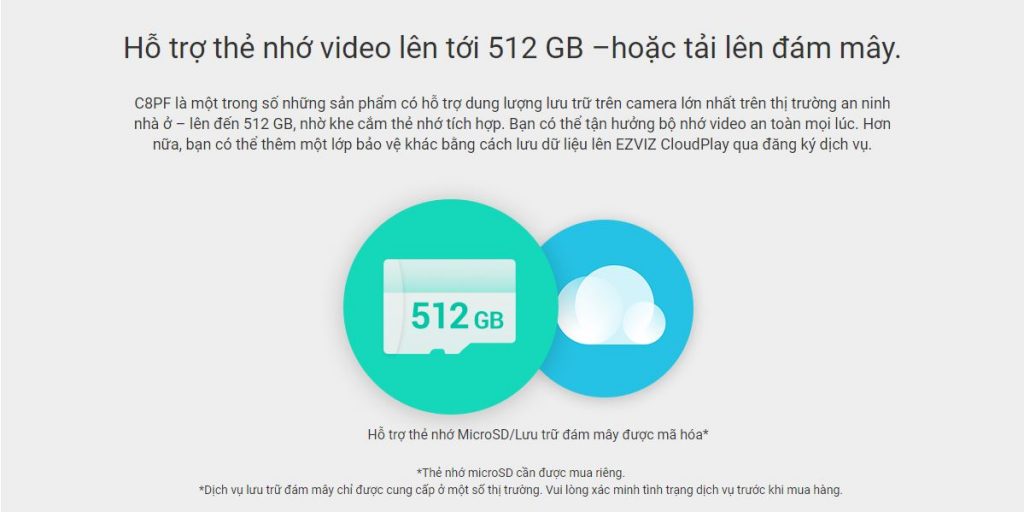 Hỗ trợ thẻ nhớ video lên tới 512 GB –hoặc tải lên đám mây.
C8PF là một trong số những sản phẩm có hỗ trợ dung lượng lưu trữ trên camera lớn nhất trên thị trường an ninh
nhà ở – lên đến 512 GB, nhờ khe cắm thẻ nhớ tích hợp. Bạn có thể tận hưởng bộ nhớ video an toàn mọi lúc. Hơn
nữa, bạn có thể thêm một lớp bảo vệ khác bằng cách lưu dữ liệu lên EZVIZ CloudPlay qua đăng ký dịch vụ.
512 GB
Hỗ trợ thẻ nhớ MicroSD/Lưu trữ đám mây được mã hóa*
*Thẻ nhớ microSD cần được mua riêng.
*Dịch vụ lưu trữ đám mây chỉ được cung cấp ở một số thị trường. Vui lòng xác minh tình trạng dịch vụ trước khi mua hàng.